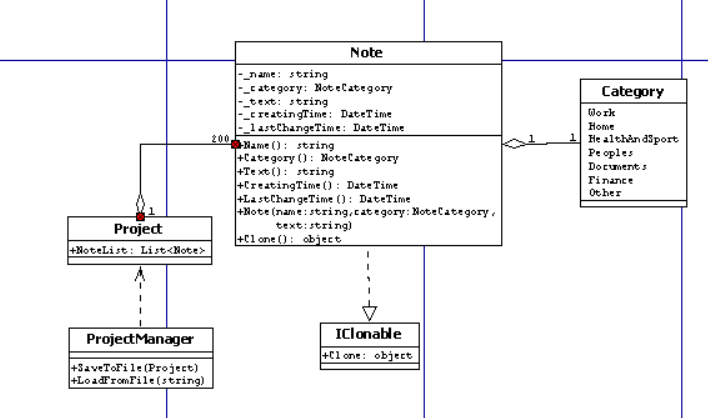 Note
-_name: string
-_category: NoteCategory
-_text: string
-_creatingTime: DateTime
-_lastChangeTime: DateTime
+Name(): string
+Category(): NoteCategory
+Text(): string
+CreatingTime(): DateTime
+LastChangeTime(): DateTime
+Note(name:string,category:NoteCategory,
text:string)
+Clone(): object
200
1
1
1
Category
Work
Home
HealthAndSport
Peoples
Documents
Finance
Other
Project
+NoteList: List<Note>
ProjectManager
+SaveToFile(Project)
+LoadFromFile(string)
IClonable
+Clone: object